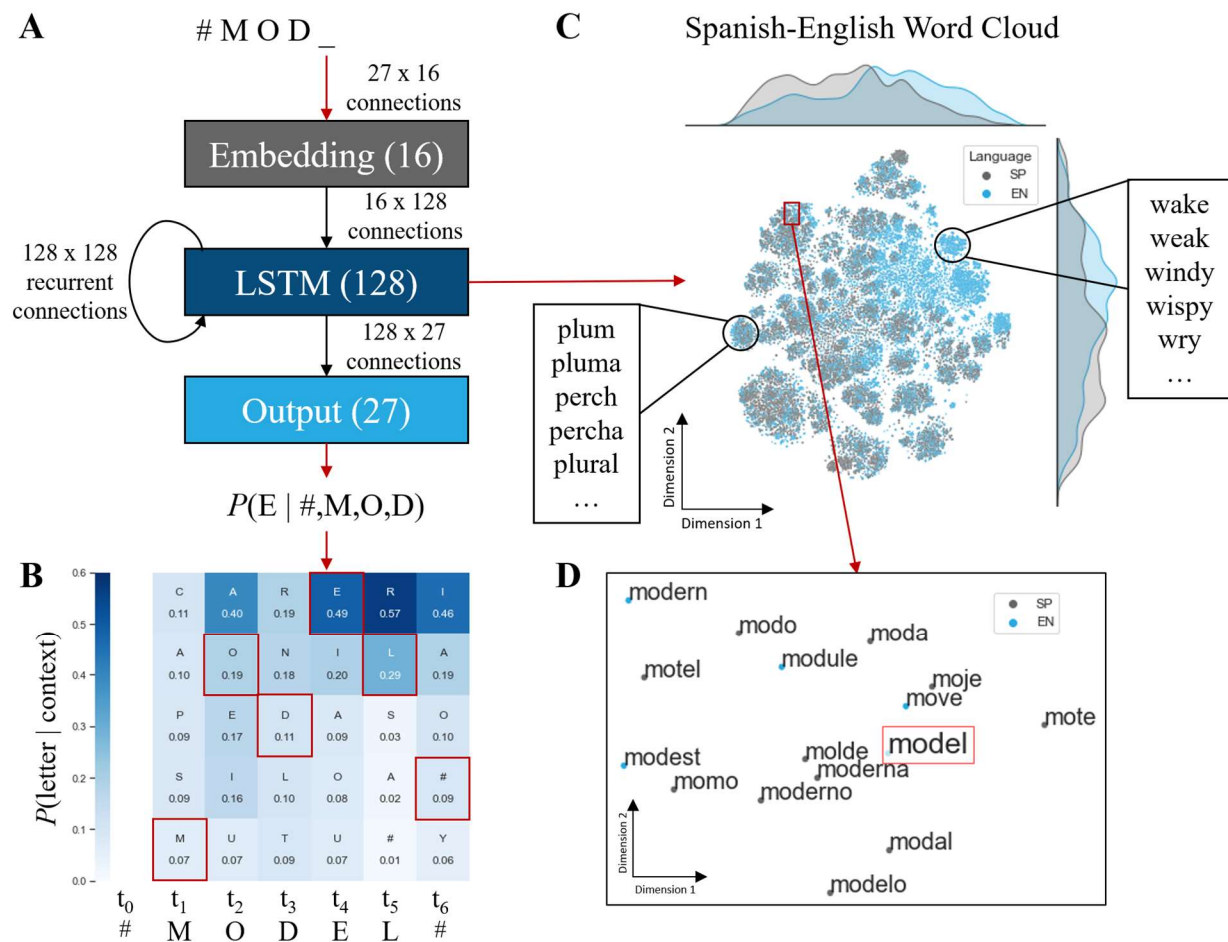 A
# M O D _
27 x 16
connections
Embedding (16)
16 x 128
connections
128 x 128
recurrent
connections
LSTM (128)
128 x 27
connections
Output (27)
P(E | #,M,O,D)
B
P(letter | context)
0.6
0.5
0.4
0.3
0.2
0.1
0.0
C A R E R I
0.11 0.40 0.19 0.49 0.57 0.46
A O N I L A
0.10 0.19 0.18 0.20 0.29 0.19
P E D A S O
0.09 0.17 0.11 0.09 0.03 0.10
S I L O A #
0.09 0.16 0.10 0.08 0.02 0.09
M U T U # Y
0.07 0.07 0.09 0.07 0.01 0.06
t0 t1 t2 t3 t4 t5 t6
# M O D E L #
C
Spanish-English Word Cloud
Language
SP
EN
wake
weak
windy
wispy
wry
...
plum
pluma
perch
percha
plural
...
Dimension 2
Dimension 1
D
SP
EN
modern
modo
moda
motel
module
moje
move
mote
model
molde
modest
moderna
momo
moderno
modal
modelo
Dimension 2
Dimension 1